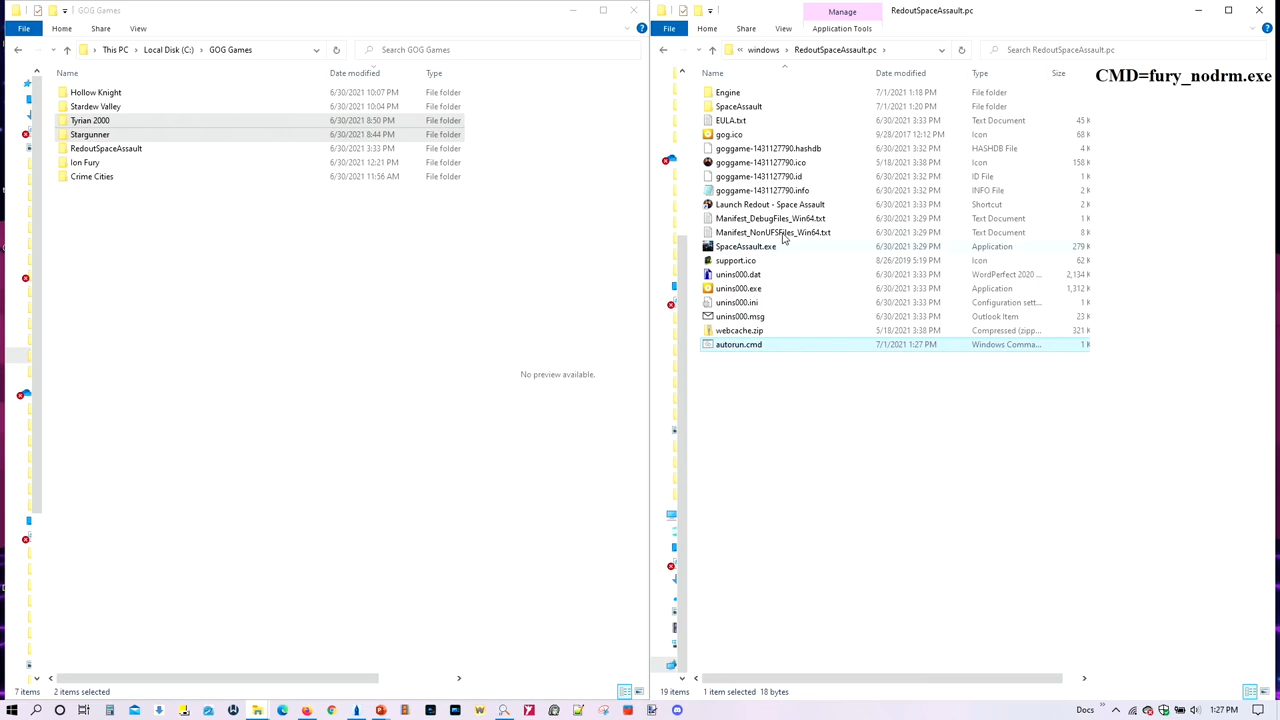 GOG Games
File
Home
Share
View
This PC > Local Disk (C:) > GOG Games
Search GOG Games
Name
Date modified
Type
Hollow Knight 6/30/2021 10:07 PM File folder
Stardew Valley 6/30/2021 10:04 PM File folder
Tyrian 2000 6/30/2021 8:50 PM File folder
Stargunner 6/30/2021 8:44 PM File folder
RedoutSpaceAssault 6/30/2021 3:33 PM File folder
Ion Fury 6/30/2021 12:21 PM File folder
Crime Cities 6/30/2021 11:56 AM File folder
No preview available.
7 items
2 items selected
Manage
RedoutSpaceAssault.pc
File
Home
Share
View
Application Tools
« windows > RedoutSpaceAssault.pc >
Search RedoutSpaceAssault.pc
Name
Date modified
Type
Size
CMD=fury_nodrm.exe
Engine 7/1/2021 1:18 PM File folder
SpaceAssault 7/1/2021 1:20 PM File folder
EULA.txt 6/30/2021 3:33 PM Text Document 45 K
gog.ico 9/28/2017 12:12 PM Icon 68 K
goggame-1431127790.hashdb 6/30/2021 3:32 PM HASHDB File 4 K
goggame-1431127790.ico 5/18/2021 3:38 PM Icon 158 K
goggame-1431127790.id 6/30/2021 3:32 PM ID File 1 K
goggame-1431127790.info 6/30/2021 3:32 PM INFO File 2 K
Launch Redout - Space Assault 6/30/2021 3:33 PM Shortcut 2 K
Manifest_DebugFiles_Win64.txt 6/30/2021 3:29 PM Text Document 1 K
Manifest_NonUFSFiles_Win64.txt 6/30/2021 3:29 PM Text Document 8 K
SpaceAssault.exe 6/30/2021 3:29 PM Application 279 K
support.ico 8/26/2019 5:19 PM Icon 62 K
unins000.dat 6/30/2021 3:33 PM WordPerfect 2020 ... 2,134 K
unins000.exe 6/30/2021 3:33 PM Application 1,312 K
unins000.ini 6/30/2021 3:33 PM Configuration sett... 1 K
unins000.msg 6/30/2021 3:33 PM Outlook Item 23 K
webcache.zip 5/18/2021 3:38 PM Compressed (zipp... 321 K
autorun.cmd 7/1/2021 1:27 PM Windows Comma... 1 K
19 items
1 item selected 18 bytes
Docs
1:27 PM